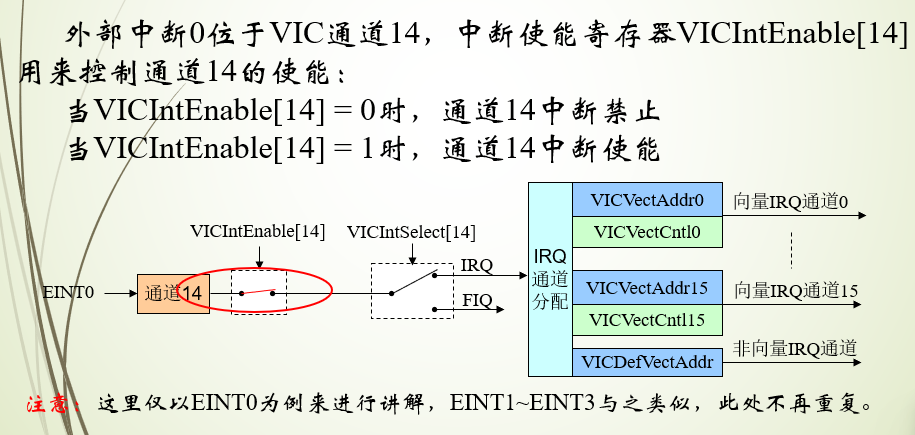 外部中断0位于VIC通道14，中断使能寄存器VICIntEnable[14]
用来控制通道14的使能：
当VICIntEnable[14] = 0时，通道14中断禁止
当VICIntEnable[14] = 1时，通道14中断使能
VICIntEnable[14]
VICIntSelect[14]
EINT0
通道14
IRQ
FIQ
IRQ
通道
分配
VICVectAddr0
VICVectCntl0
向量IRQ通道0
VICVectAddr15
VICVectCntl15
向量IRQ通道15
VICDefVectAddr
非向量IRQ通道
注意：这里仅以EINT0为例来进行讲解，EINT1~EINT3与之类似，此处不再重复。